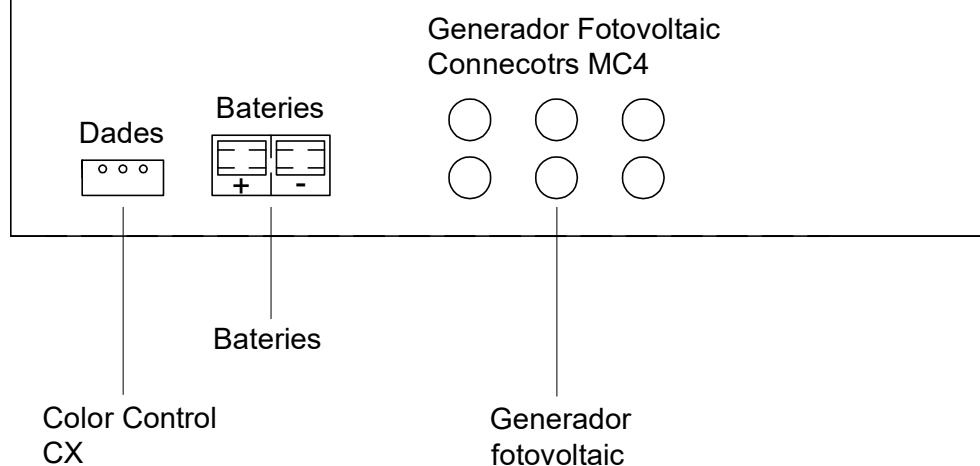 Generador Fotovoltaic
Connecotrs MC4
Bateries
Dades
+ -
Bateries
Color Control
CX
Generador
fotovoltaic